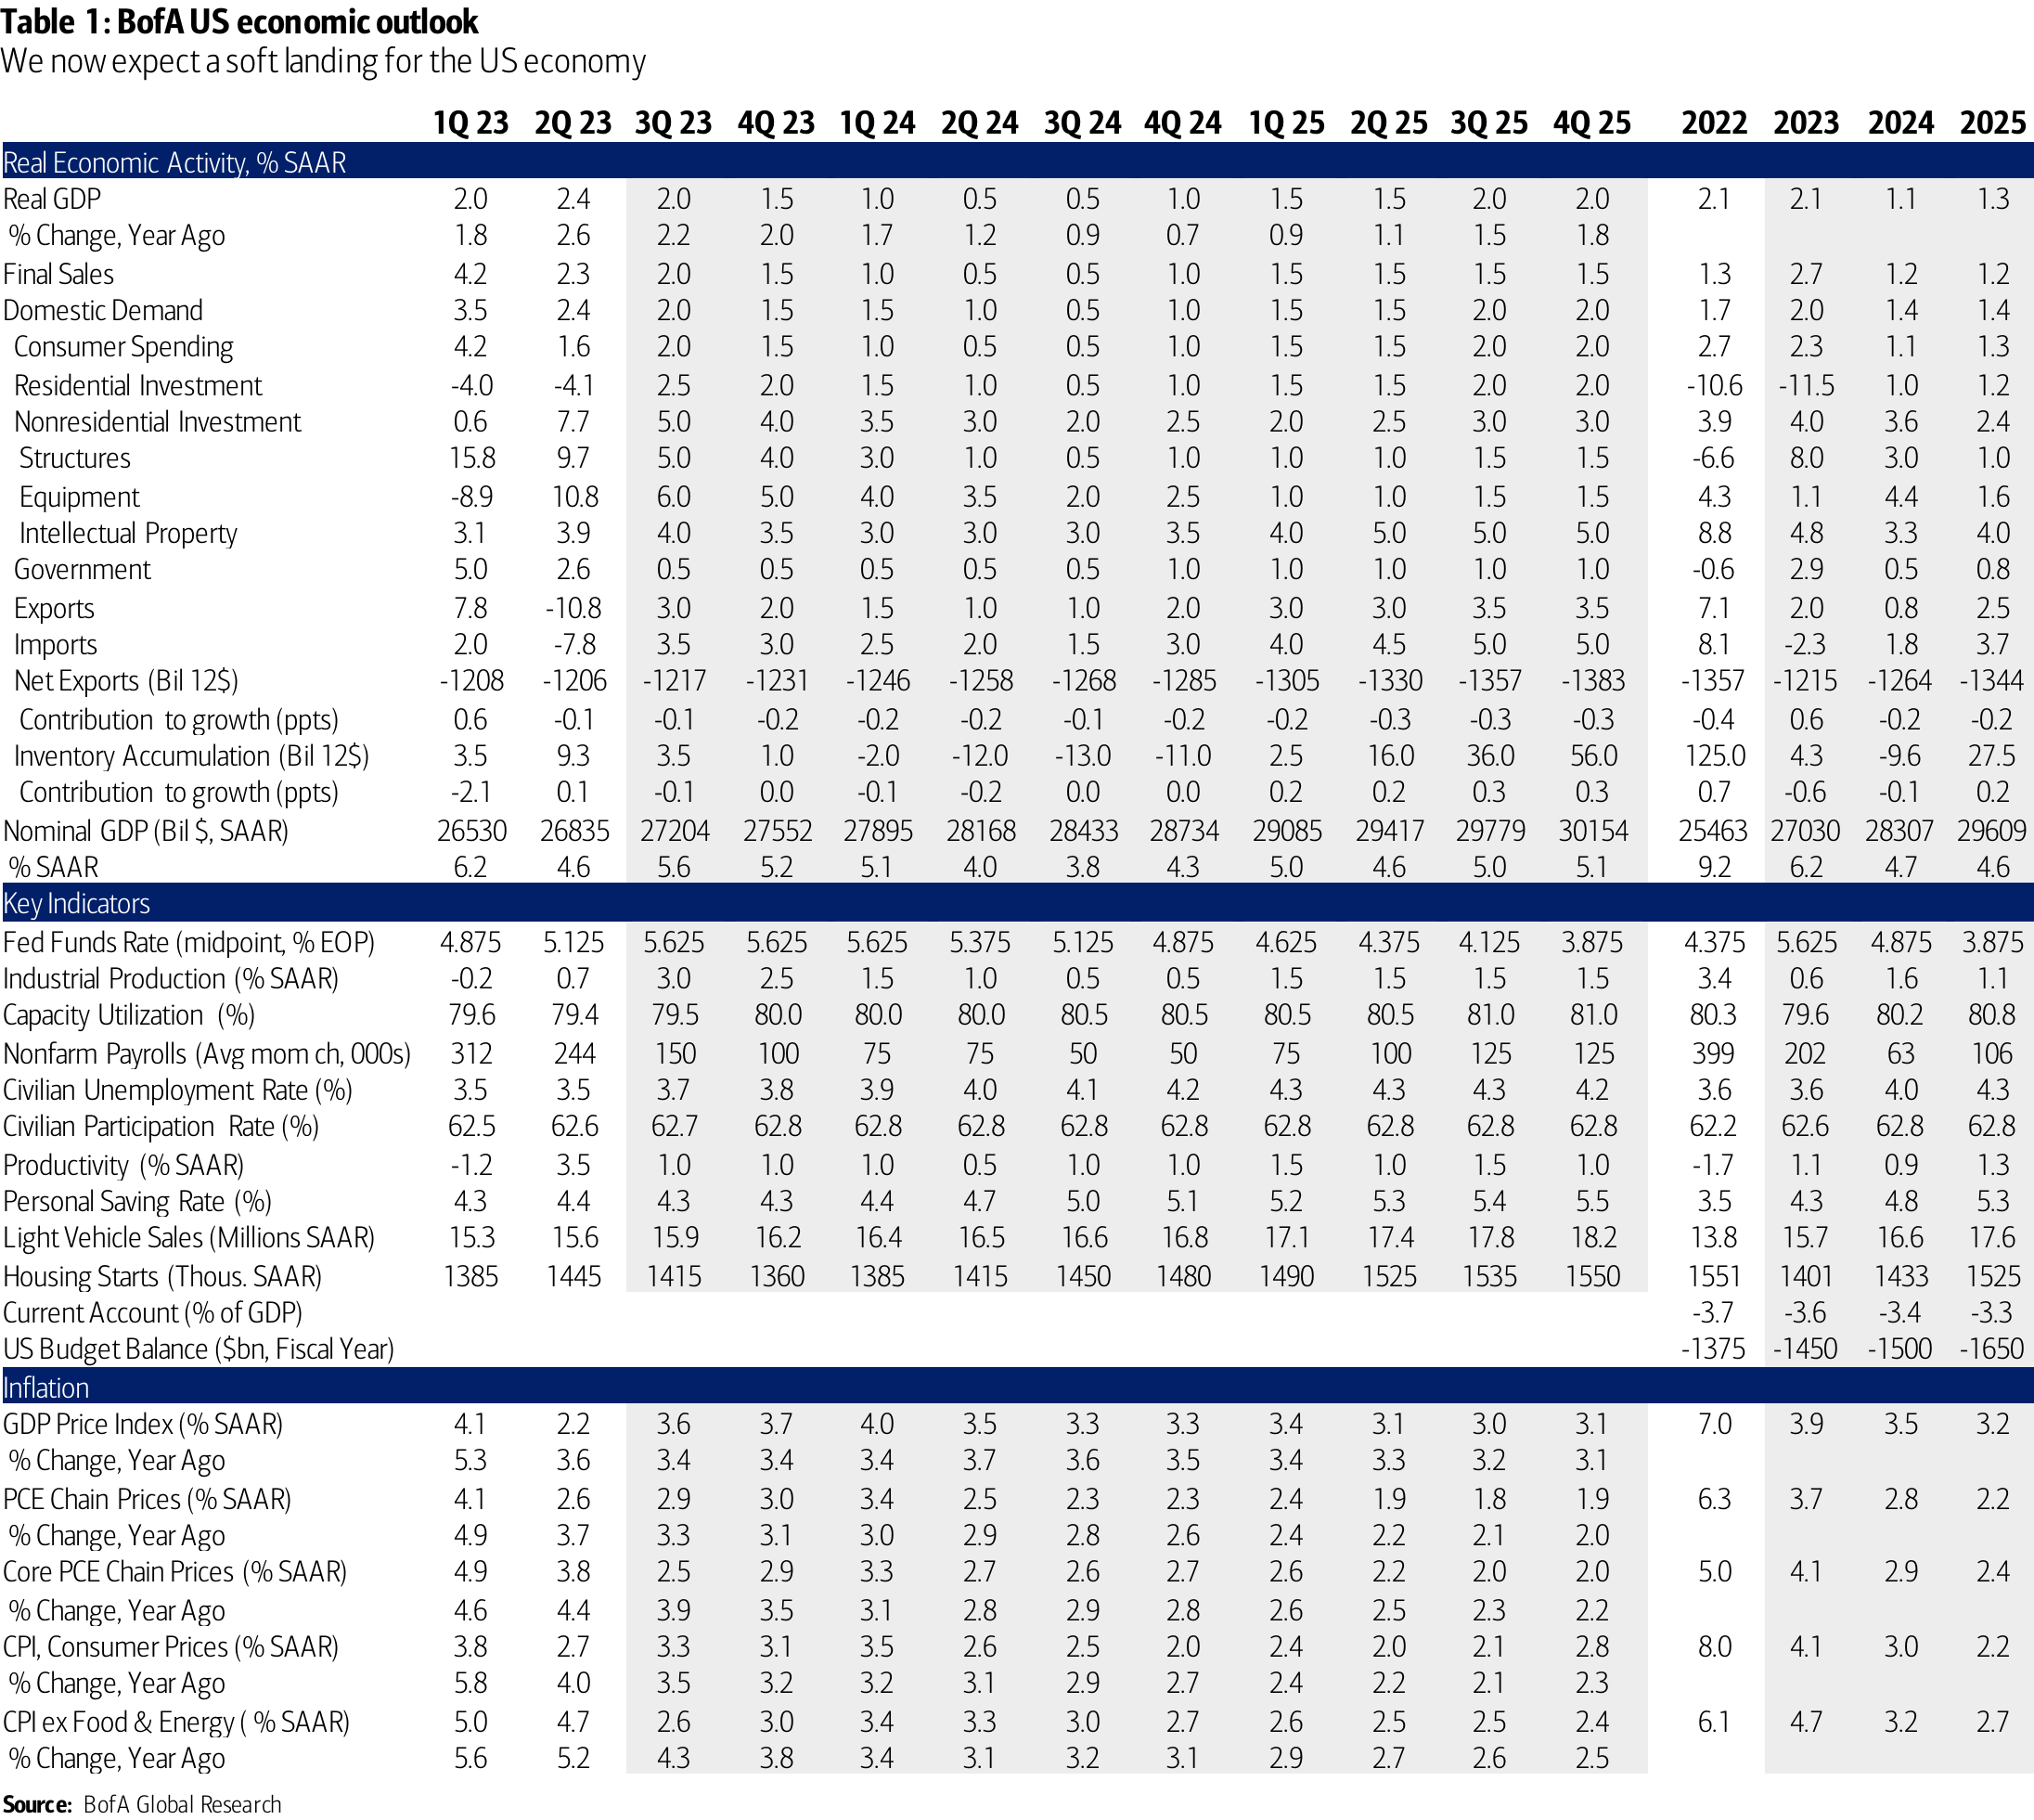 Table 1: BofA US economic outlook
We now expect a soft landing for the US economy
1Q 23 2Q 23 3Q 23 4Q 23 1Q 24 2Q 24 3Q 24 4Q 24 1Q 25 2Q 25 3Q 25 4Q 25 2022 2023 2024 2025
Real Economic Activity, % SAAR
Real GDP 2.0 2.4 2.0 1.5 1.0 0.5 0.5 1.0 1.5 1.5 2.0 2.0 2.1 2.1 1.1 1.3
% Change, Year Ago 1.8 2.6 2.2 2.0 1.7 1.2 0.9 0.7 0.9 1.1 1.5 1.8
Final Sales 4.2 2.3 2.0 1.5 1.0 0.5 0.5 1.0 1.5 1.5 1.5 1.5 1.3 2.7 1.2 1.2
Domestic Demand 3.5 2.4 2.0 1.5 1.5 1.0 0.5 1.0 1.5 1.5 2.0 2.0 1.7 2.0 1.4 1.4
Consumer Spending 4.2 1.6 2.0 1.5 1.0 0.5 0.5 1.0 1.5 1.5 2.0 2.0 2.7 2.3 1.1 1.3
Residential Investment -4.0 -4.1 2.5 2.0 1.5 1.0 0.5 1.0 1.5 1.5 2.0 2.0 -10.6 -11.5 1.0 1.2
Nonresidential Investment 0.6 7.7 5.0 4.0 3.5 3.0 2.0 2.5 2.0 2.5 3.0 3.0 3.9 4.0 3.6 2.4
Structures 15.8 9.7 5.0 4.0 3.0 1.0 0.5 1.0 1.0 1.0 1.5 1.5 -6.6 8.0 3.0 1.0
Equipment -8.9 10.8 6.0 5.0 4.0 3.5 2.0 2.5 1.0 1.0 1.5 1.5 4.3 1.1 4.4 1.6
Intellectual Property 3.1 3.9 4.0 3.5 3.0 3.0 3.0 3.5 4.0 5.0 5.0 5.0 8.8 4.8 3.3 4.0
Government 5.0 2.6 0.5 0.5 0.5 0.5 0.5 1.0 1.0 1.0 1.0 1.0 -0.6 2.9 0.5 0.8
Exports 7.8 -10.8 3.0 2.0 1.5 1.0 1.0 2.0 3.0 3.0 3.5 3.5 7.1 2.0 0.8 2.5
Imports 2.0 -7.8 3.5 3.0 2.5 2.0 1.5 3.0 4.0 4.5 5.0 5.0 8.1 -2.3 1.8 3.7
Net Exports (Bil 12$) -1208 -1206 -1217 -1231 -1246 -1258 -1268 -1285 -1305 -1330 -1357 -1383 -1357 -1215 -1264 -1344
Contribution to growth (ppts) 0.6 -0.1 -0.1 -0.2 -0.2 -0.2 -0.1 -0.2 -0.2 -0.3 -0.3 -0.3 -0.4 0.6 -0.2 -0.2
Inventory Accumulation (Bil 12$) 3.5 9.3 3.5 1.0 -2.0 -12.0 -13.0 -11.0 2.5 16.0 36.0 56.0 125.0 4.3 -9.6 27.5
Contribution to growth (ppts) -2.1 0.1 -0.1 0.0 -0.1 -0.2 0.0 0.0 0.2 0.2 0.3 0.3 0.7 -0.6 -0.1 0.2
Nominal GDP (Bil $, SAAR) 26530 26835 27204 27552 27895 28168 28433 28734 29085 29417 29779 30154 25463 27030 28307 29609
% SAAR 6.2 4.6 5.6 5.2 5.1 4.0 3.8 4.3 5.0 4.6 5.0 5.1 9.2 6.2 4.7 4.6
Key Indicators
Fed Funds Rate (midpoint, % EOP) 4.875 5.125 5.625 5.625 5.625 5.375 5.125 4.875 4.625 4.375 4.125 3.875 4.375 5.625 4.875 3.875
Industrial Production (% SAAR) -0.2 0.7 3.0 2.5 1.5 1.0 0.5 0.5 1.5 1.5 1.5 1.5 3.4 0.6 1.6 1.1
Capacity Utilization (%) 79.6 79.4 79.5 80.0 80.0 80.0 80.5 80.5 80.5 80.5 81.0 81.0 80.3 79.6 80.2 80.8
Nonfarm Payrolls (Avg mom ch, 000s) 312 244 150 100 75 75 50 50 75 100 125 125 399 202 63 106
Civilian Unemployment Rate (%) 3.5 3.5 3.7 3.8 3.9 4.0 4.1 4.2 4.3 4.3 4.3 4.2 3.6 3.6 4.0 4.3
Civilian Participation Rate (%) 62.5 62.6 62.7 62.8 62.8 62.8 62.8 62.8 62.8 62.8 62.8 62.8 62.2 62.6 62.8 62.8
Productivity (% SAAR) -1.2 3.5 1.0 1.0 1.0 0.5 1.0 1.0 1.5 1.0 1.5 1.0 -1.7 1.1 0.9 1.3
Personal Saving Rate (%) 4.3 4.4 4.3 4.3 4.4 4.7 5.0 5.1 5.2 5.3 5.4 5.5 3.5 4.3 4.8 5.3
Light Vehicle Sales (Millions SAAR) 15.3 15.6 15.9 16.2 16.4 16.5 16.6 16.8 17.1 17.4 17.8 18.2 13.8 15.7 16.6 17.6
Housing Starts (Thous. SAAR) 1385 1445 1415 1360 1385 1415 1450 1480 1490 1525 1535 1550 1551 1401 1433 1525
Current Account (% of GDP) -3.7 -3.6 -3.4 -3.3
US Budget Balance ($bn, Fiscal Year) -1375 -1450 -1500 -1650
Inflation
GDP Price Index (% SAAR) 4.1 2.2 3.6 3.7 4.0 3.5 3.3 3.3 3.4 3.1 3.0 3.1 7.0 3.9 3.5 3.2
% Change, Year Ago 5.3 3.6 3.4 3.4 3.4 3.7 3.6 3.5 3.4 3.3 3.2 3.1
PCE Chain Prices (% SAAR) 4.1 2.6 2.9 3.0 3.4 2.5 2.3 2.3 2.4 1.9 1.8 1.9 6.3 3.7 2.8 2.2
% Change, Year Ago 4.9 3.7 3.3 3.1 3.0 2.9 2.8 2.6 2.4 2.2 2.1 2.0
Core PCE Chain Prices (% SAAR) 4.9 3.8 2.5 2.9 3.3 2.7 2.6 2.7 2.6 2.2 2.0 2.0 5.0 4.1 2.9 2.4
% Change, Year Ago 4.6 4.4 3.9 3.5 3.1 2.8 2.9 2.8 2.6 2.5 2.3 2.2
CPI, Consumer Prices (% SAAR) 3.8 2.7 3.3 3.1 3.5 2.6 2.5 2.0 2.4 2.0 2.1 2.8 8.0 4.1 3.0 2.2
% Change, Year Ago 5.8 4.0 3.5 3.2 3.2 3.1 2.9 2.7 2.4 2.2 2.1 2.3
CPI ex Food & Energy ( % SAAR) 5.0 4.7 2.6 3.0 3.4 3.3 3.0 2.7 2.6 2.5 2.5 2.4 6.1 4.7 3.2 2.7
% Change, Year Ago 5.6 5.2 4.3 3.8 3.4 3.1 3.2 3.1 2.9 2.7 2.6 2.5
Source: BofA Global Research